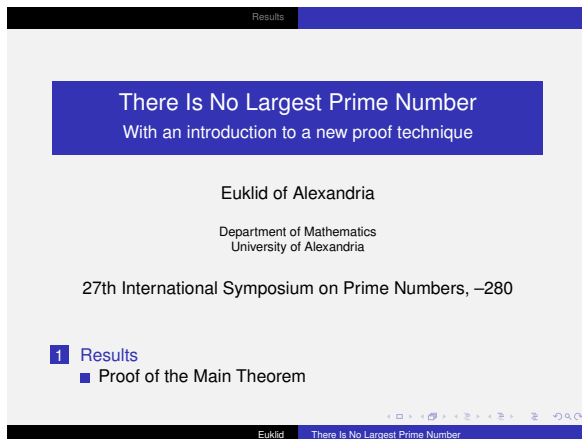 Results
There Is No Largest Prime Number
With an introduction to a new proof technique
Euklid of Alexandria
Department of Mathematics
University of Alexandria
27th International Symposium on Prime Numbers, –280
1 Results
Proof of the Main Theorem
Euklid There Is No Largest Prime Number